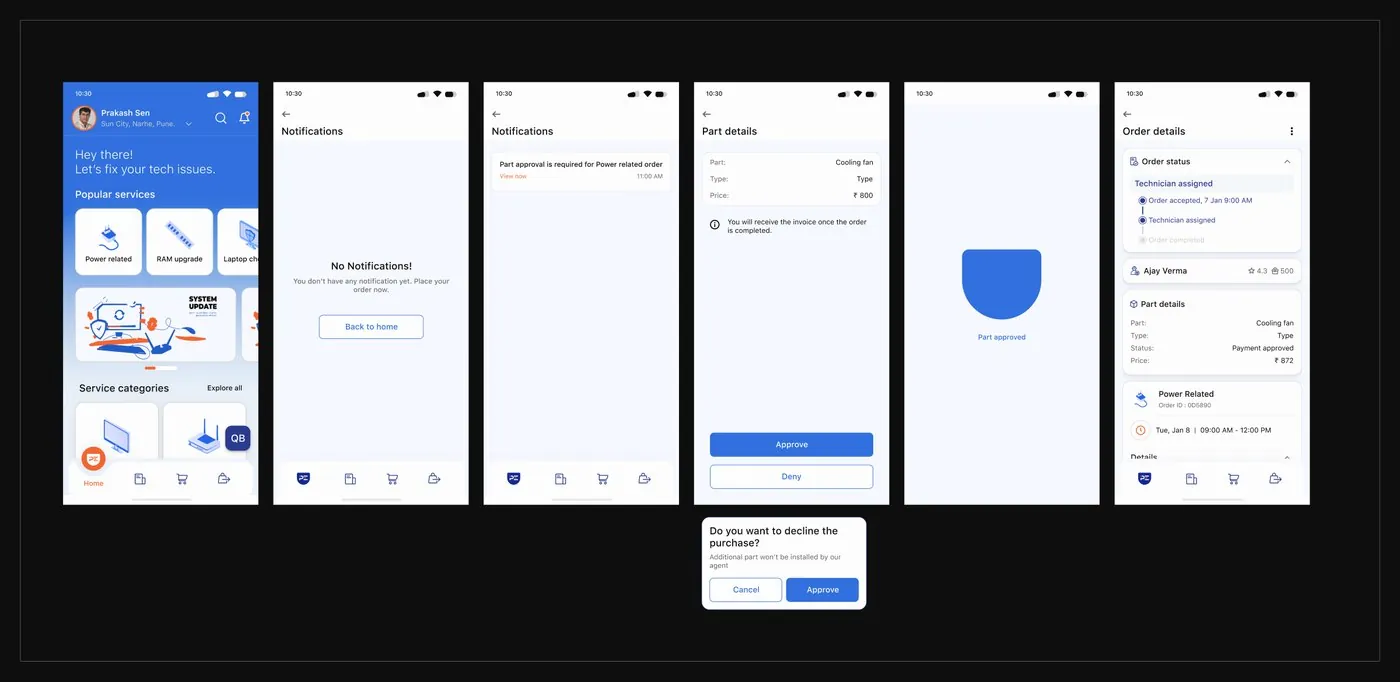 10:30
Prakash Sen
Sun City, Narhe, Pune.
Hey there!
Let's fix your tech issues.
Popular services
Power related
RAM upgrade
Laptop ch
SYSTEM
UPDATE
Service categories
Explore all
QB
Home
10:30
Notifications
No Notifications!
You don't have any notification yet. Place your
order now.
Back to home
10:30
Notifications
Part approval is required for Power related order
View now
11:00 AM
10:30
Part details
Part:
Cooling fan
Type:
Type
Price:
₹ 800
You will receive the invoice once the order
is completed.
Approve
Deny
Do you want to decline the
purchase?
Additional part won't be installed by our
agent
Cancel
Approve
10:30
Part approved
10:30
Order details
Order status
Technician assigned
Order accepted, 7 Jan 9:00 AM
Technician assigned
Order completed
Ajay Verma
4.3
500
Part details
Part:
Cooling fan
Type:
Type
Status:
Payment approved
Price:
₹ 872
Power Related
Order ID : 0D5890
Tue, Jan 8 | 09:00 AM - 12:00 PM
Details